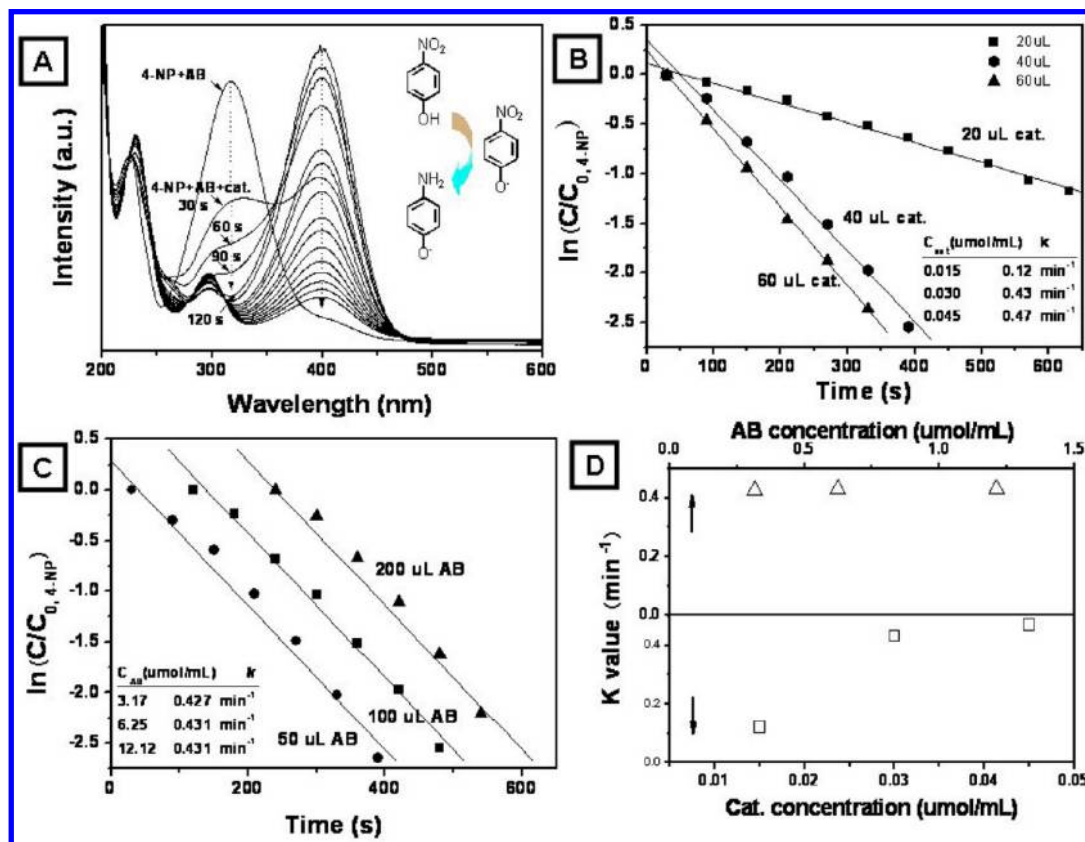 A
4-NP+AB
4-NP+AB+cat.
30 s
60 s
90 s
120 s
NO2
OH
NO2
O-
NH2
O-
Intensity (a.u.)
200 300 400 500 600
Wavelength (nm)
B
20uL
40uL
60uL
20 uL cat.
40 uL cat.
60 uL cat.
C cat (umol/mL) k
0.015 0.12 min-1
0.030 0.43 min-1
0.045 0.47 min-1
ln (C/C0, 4-NP)
0.5
0.0
-0.5
-1.0
-1.5
-2.0
-2.5
0 100 200 300 400 500 600
Time (s)
C
200 uL AB
100 uL AB
50 uL AB
C AB (umol/mL) k
3.17 0.427 min-1
6.25 0.431 min-1
12.12 0.431 min-1
ln (C/C0, 4-NP)
0.5
0.0
-0.5
-1.0
-1.5
-2.0
-2.5
0 200 400 600
Time (s)
AB concentration (umol/mL)
0.0 0.5 1.0 1.5
D
K value (min-1)
0.4
0.2
0.0
0.4
0.2
0.0
0.01 0.02 0.03 0.04 0.05
Cat. concentration (umol/mL)